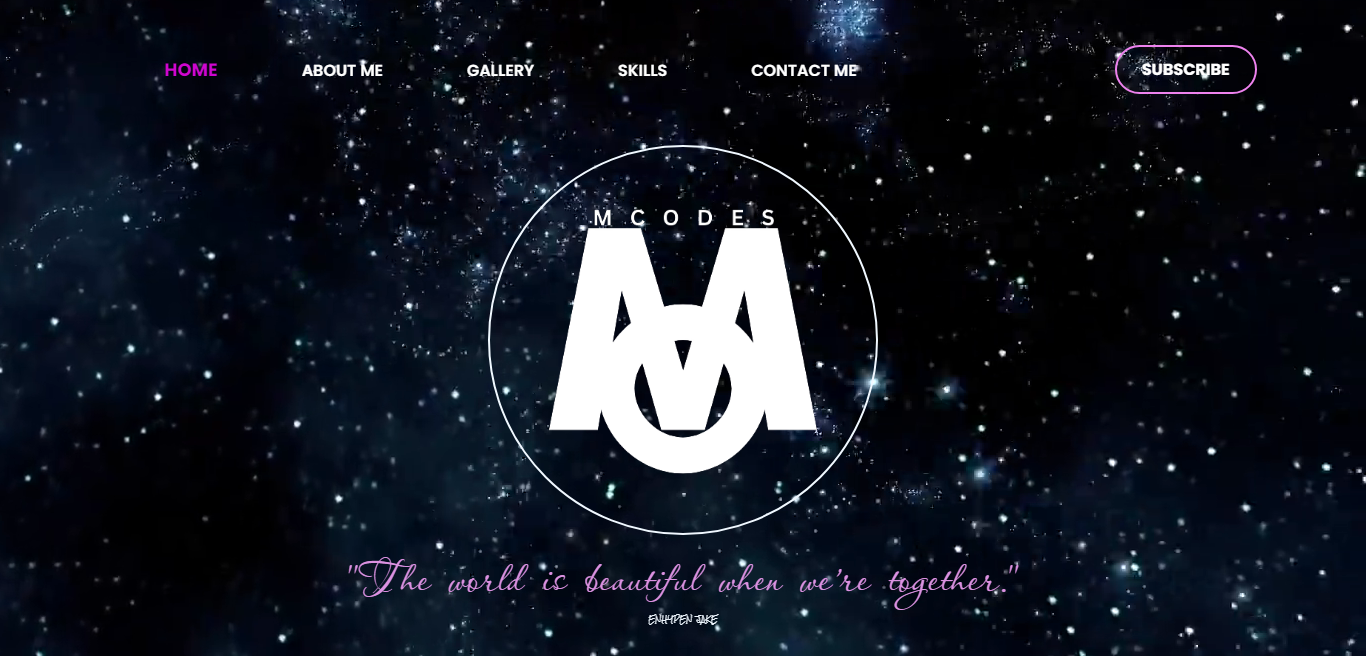 HOME ABOUT ME GALLERY SKILLS CONTACT ME SUBSCRIBE
MCODES
"The world is beautiful when we're together."
ENHYPEN JAKE